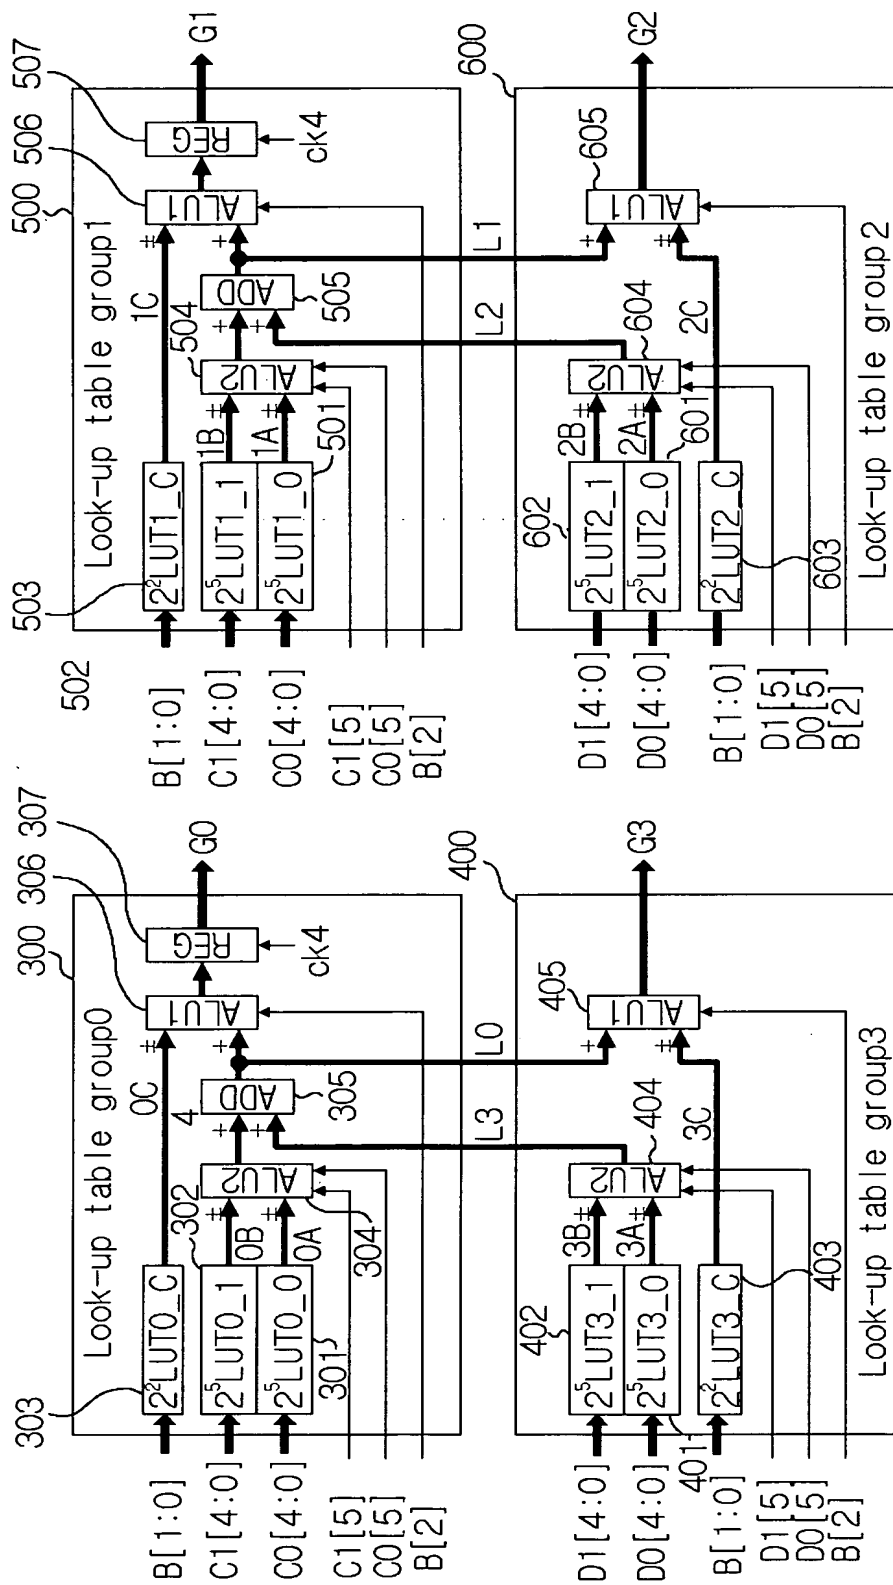 300
306
307
Look-up table group0
303
2²LUT0_C
0C
#
ALU1
REG
G0
B[1:0]
302
4
C1[4:0]
2⁵LUT0_1
0B
#
ALU2
+
ADD
+
ck4
C0[4:0]
2⁵LUT0_0
0A
#
+
301
304
305
C1[5]
C0[5]
B[2]
L3
L0
400
402
D1[4:0]
2⁵LUT3_1
3B
#
ALU2
404
+
ALU1
405
G3
D0[4:0]
2⁵LUT3_0
3A
#
#
401
B[1:0]
2²LUT3_C
3C
403
D1[5]
D0[5]
B[2]
Look-up table group3
500
506
507
502
Look-up table group1
503
2²LUT1_C
1C
#
ALU1
REG
G1
B[1:0]
504
C1[4:0]
2⁵LUT1_1
1B
#
ALU2
+
ADD
+
ck4
C0[4:0]
2⁵LUT1_0
1A
#
+
501
505
C1[5]
C0[5]
B[2]
L2
L1
600
602
D1[4:0]
2⁵LUT2_1
2B
#
ALU2
604
+
ALU1
605
G2
D0[4:0]
2⁵LUT2_0
2A
#
#
601
B[1:0]
2²LUT2_C
2C
603
D1[5]
D0[5]
B[2]
Look-up table group2